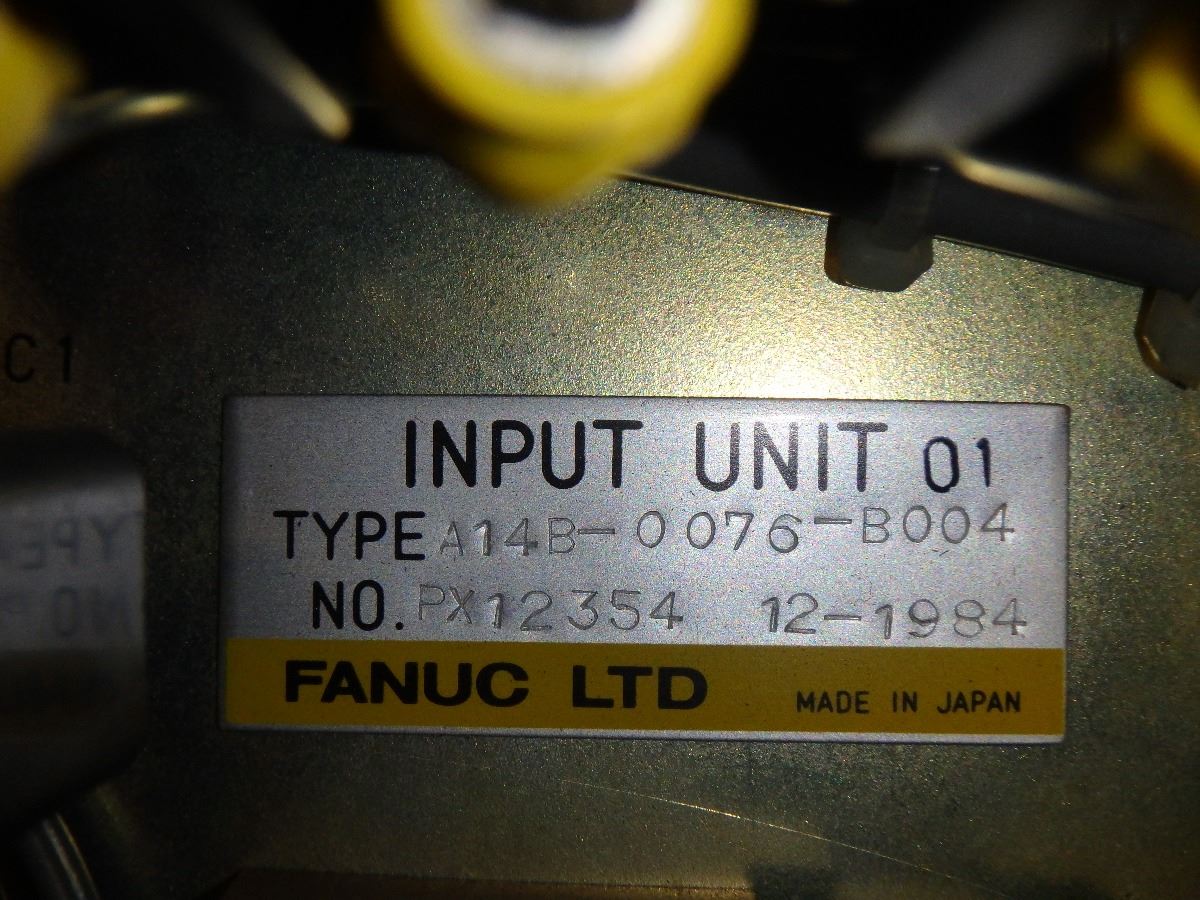 C1
INPUT UNIT 01
TYPE A14B-0076-B004
NO. PX12354 12-1984
FANUC LTD MADE IN JAPAN